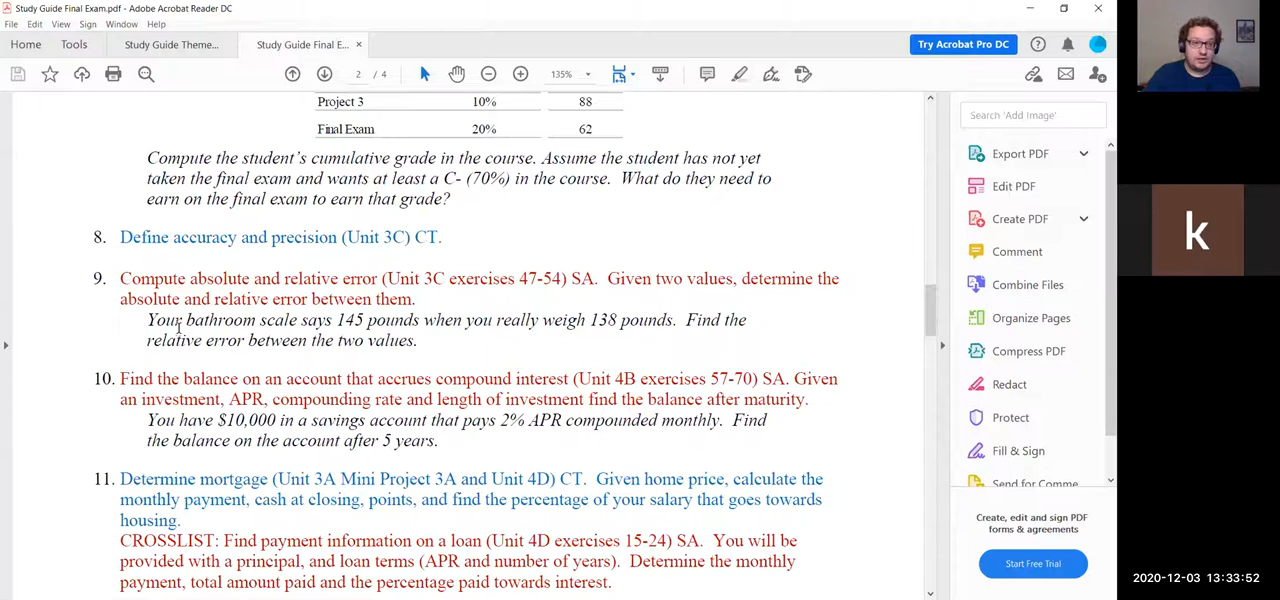 Study Guide Final Exam.pdf - Adobe Acrobat Reader DC
File Edit View Sign Window Help
Home Tools Study Guide Theme... Study Guide Final E... ×
Try Acrobat Pro DC
2 / 4
135%
Project 3 10% 88
Final Exam 20% 62
Compute the student's cumulative grade in the course. Assume the student has not yet
taken the final exam and wants at least a C- (70%) in the course. What do they need to
earn on the final exam to earn that grade?
8. Define accuracy and precision (Unit 3C) CT.
9. Compute absolute and relative error (Unit 3C exercises 47-54) SA. Given two values, determine the
absolute and relative error between them.
Your bathroom scale says 145 pounds when you really weigh 138 pounds. Find the
relative error between the two values.
10. Find the balance on an account that accrues compound interest (Unit 4B exercises 57-70) SA. Given
an investment, APR, compounding rate and length of investment find the balance after maturity.
You have $10,000 in a savings account that pays 2% APR compounded monthly. Find
the balance on the account after 5 years.
11. Determine mortgage (Unit 3A Mini Project 3A and Unit 4D) CT. Given home price, calculate the
monthly payment, cash at closing, points, and find the percentage of your salary that goes towards
housing.
CROSSLIST: Find payment information on a loan (Unit 4D exercises 15-24) SA. You will be
provided with a principal, and loan terms (APR and number of years). Determine the monthly
payment, total amount paid and the percentage paid towards interest.
Search 'Add Image'
Export PDF
Edit PDF
Create PDF
Comment
Combine Files
Organize Pages
Compress PDF
Redact
Protect
Fill & Sign
Send for Comme
Create, edit and sign PDF
forms & agreements
Start Free Trial
k
2020-12-03 13:33:52